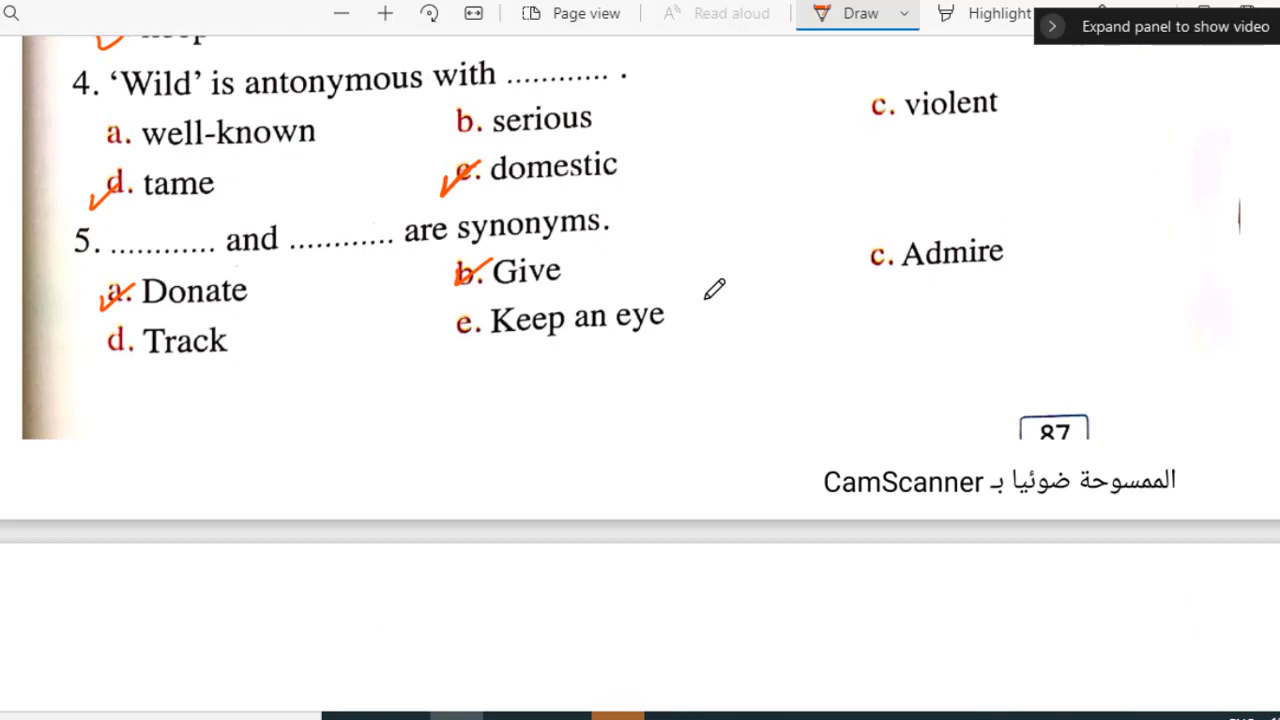 Page view
Read aloud
Draw
Highlight
Expand panel to show video
4. ‘Wild’ is antonymous with ............ .
a. well-known b. serious c. violent
d. tame e. domestic
5. ............ and ............ are synonyms.
a. Donate b. Give c. Admire
d. Track e. Keep an eye
87
الممسوحة ضوئيا بـ CamScanner